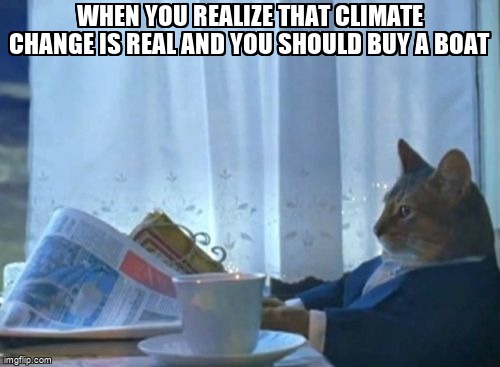 WHEN YOU REALIZE THAT CLIMATE
CHANGE IS REAL AND YOU SHOULD BUY A BOAT
imgflip.com